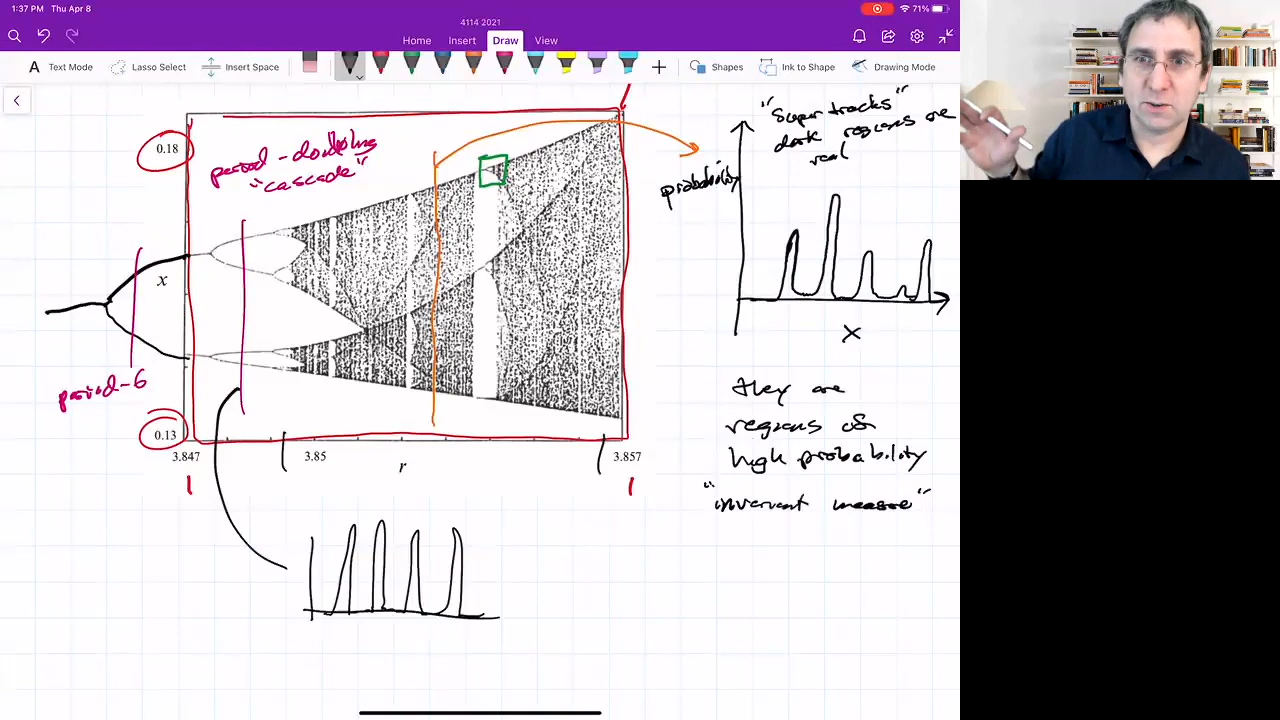 1:37 PM Thu Apr 8
71%
4114 2021
Home Insert Draw View
Text Mode Lasso Select Insert Space Shapes Ink to Shape Drawing Mode
"Super tracks"
dark regions are
real
0.18
period-doubling
"cascade"
probability
x
period-6
0.13
3.847 3.85 r 3.857
X
they are
regions of
high probability
"invariant measure"